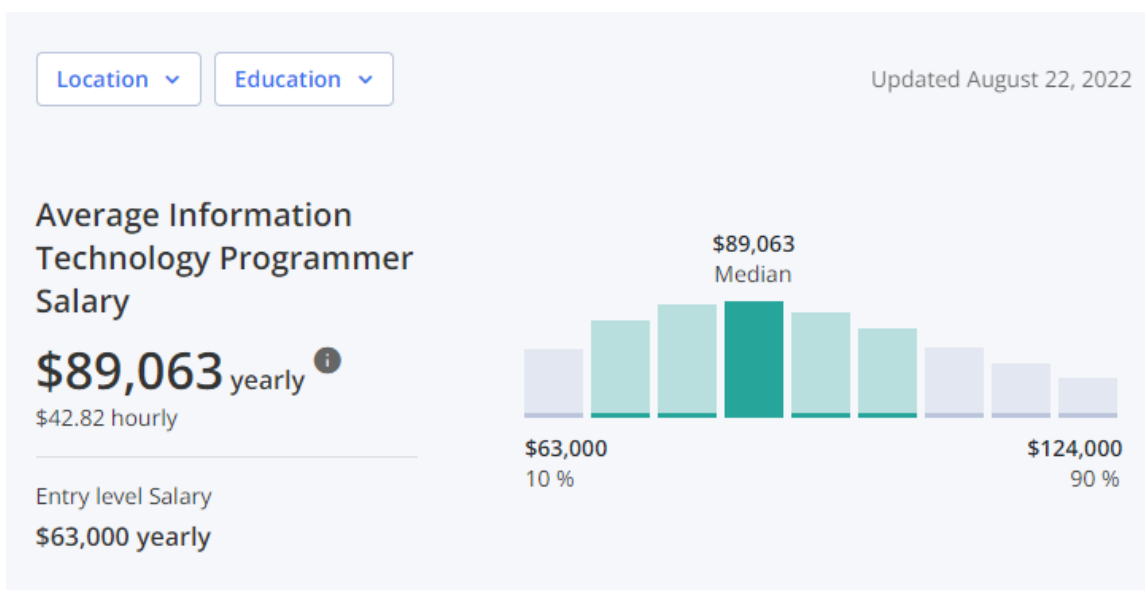 Location
Education
Updated August 22, 2022
Average Information
Technology Programmer
Salary
$89,063 yearly i
$42.82 hourly
Entry level Salary
$63,000 yearly
$89,063
Median
$63,000
10 %
$124,000
90 %